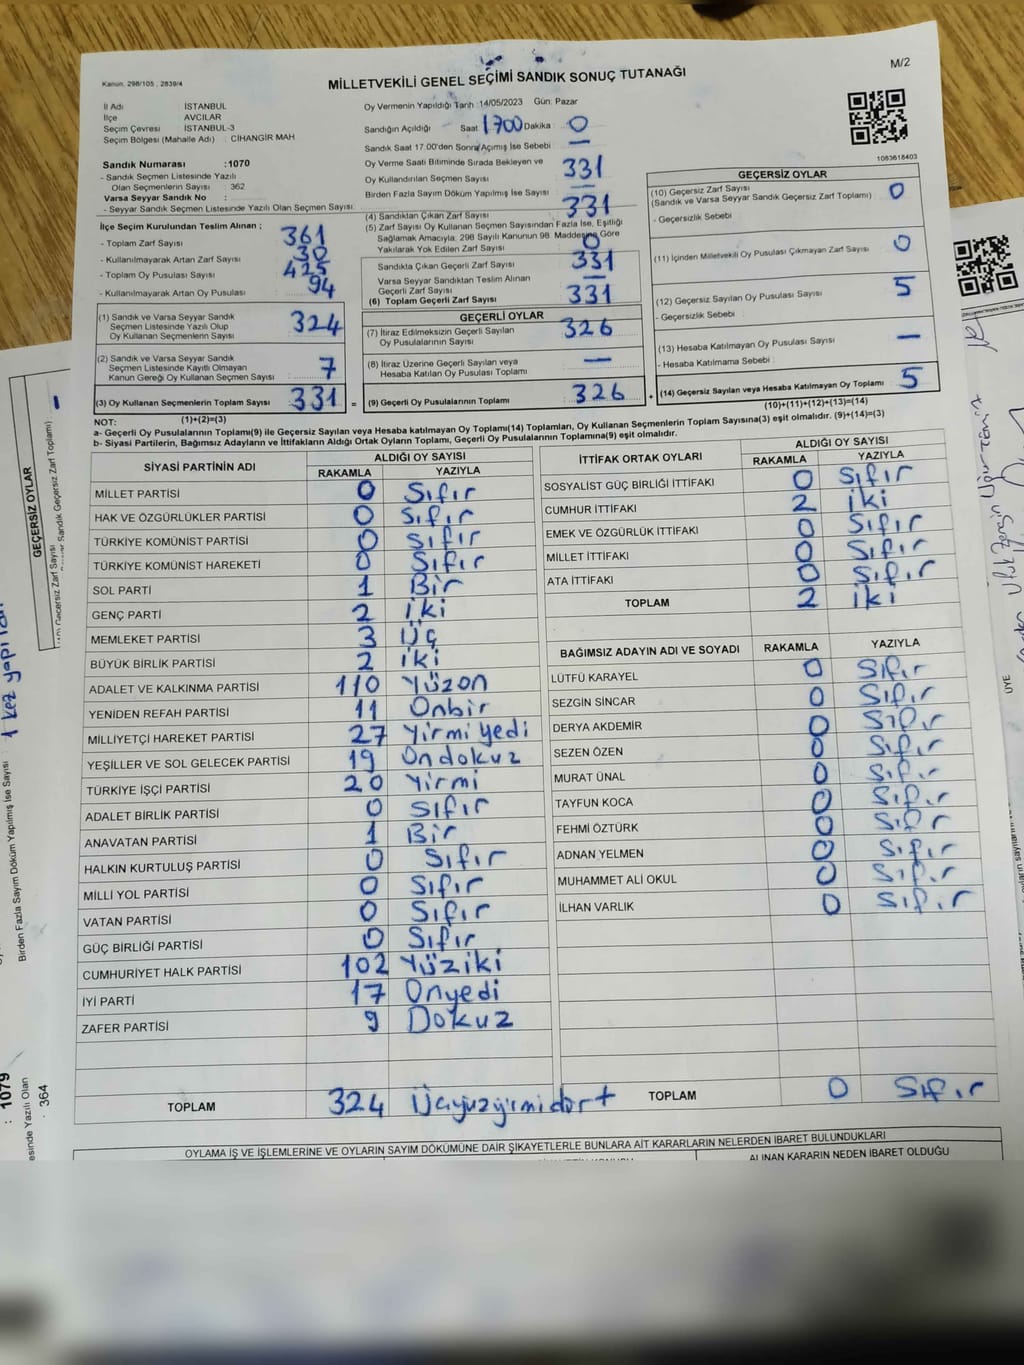 Kanun: 298/105 , 2839/4
MİLLETVEKİLİ GENEL SEÇİMİ SANDIK SONUÇ TUTANAĞI
M/2
İl Adı : İSTANBUL
İlçe AVCILAR
Seçim Çevresi : İSTANBUL-3
Seçim Bölgesi (Mahalle Adı) : CİHANGİR MAH
Oy Vermenin Yapıldığı Tarih :14/05/2023 Gün: Pazar
Sandığın Açıldığı Saat: 1700 Dakika : 0
Sandık Saat 17.00'den Sonra Açımış İse Sebebi : —
Oy Verme Saati Bitiminde Sırada Bekleyen ve
Oy Kullandırılan Seçmen Sayısı 331
Birden Fazla Sayım Döküm Yapılmış İse Sayısı : —
1083618403
Sandık Numarası :1070
- Sandık Seçmen Listesinde Yazılı
Olan Seçmenlerin Sayısı : 362
Varsa Seyyar Sandık No :
- Seyyar Sandık Seçmen Listesinde Yazılı Olan Seçmen Sayısı
İlçe Seçim Kurulundan Teslim Alınan ;
- Toplam Zarf Sayısı 361
- Kullanılmayarak Artan Zarf Sayısı 30
- Toplam Oy Pusulası Sayısı 425
- Kullanılmayarak Artan Oy Pusulası 94
(1) Sandık ve Varsa Seyyar Sandık
Seçmen Listesinde Yazılı Olup
Oy Kullanan Seçmenlerin Sayısı 324
(2) Sandık ve Varsa Seyyar Sandık
Seçmen Listesinde Kayıtlı Olmayan
Kanun Gereği Oy Kullanan Seçmen Sayısı 7
(3) Oy Kullanan Seçmenlerin Toplam Sayısı 331
(1)+(2)=(3)
(4) Sandıktan Çıkan Zarf Sayısı 331
(5) Zarf Sayısı Oy Kullanan Seçmen Sayısından Fazla İse, Eşitliği
Sağlamak Amacıyla, 298 Sayılı Kanunun 98. Maddesine Göre
Yakılarak Yok Edilen Zarf Sayısı 0
Sandıkta Çıkan Geçerli Zarf Sayısı : 331
Varsa Seyyar Sandıktan Teslim Alınan
Geçerli Zarf Sayısı : —
(6) Toplam Geçerli Zarf Sayısı : 331
GEÇERLİ OYLAR
(7) İtiraz Edilmeksizin Geçerli Sayılan
Oy Pusulalarının Sayısı : 326
(8) İtiraz Üzerine Geçerli Sayılan veya
Hesaba Katılan Oy Pusulası Toplamı : —
= (9) Geçerli Oy Pusulalarının Toplamı : 326 +
GEÇERSİZ OYLAR
(10) Geçersiz Zarf Sayısı
(Sandık ve Varsa Seyyar Sandık Geçersiz Zarf Toplamı) : 0
- Geçersizlik Sebebi
(11) İçinden Milletvekili Oy Pusulası Çıkmayan Zarf Sayısı : 0
(12) Geçersiz Sayılan Oy Pusulası Sayısı : 5
- Geçersizlik Sebebi
(13) Hesaba Katılmayan Oy Pusulası Sayısı : —
- Hesaba Katılmama Sebebi :
(14) Geçersiz Sayılan veya Hesaba Katılmayan Oy Toplamı 5
(10)+(11)+(12)+(13)=(14)
NOT:
a- Geçerli Oy Pusulalarının Toplamı(9) ile Geçersiz Sayılan veya Hesaba katılmayan Oy Toplamı(14) Toplamları, Oy Kullanan Seçmenlerin Toplam Sayısına(3) eşit olmalıdır. (9)+(14)=(3)
b- Siyasi Partilerin, Bağımsız Adayların ve İttifakların Aldığı Ortak Oyların Toplamı, Geçerli Oy Pusulalarının Toplamına(9) eşit olmalıdır.
SİYASİ PARTİNİN ADI ALDIĞI OY SAYISI
RAKAMLA YAZIYLA
MİLLET PARTİSİ 0 Sıfır
HAK VE ÖZGÜRLÜKLER PARTİSİ 0 Sıfır
TÜRKİYE KOMÜNİST PARTİSİ 0 Sıfır
TÜRKİYE KOMÜNİST HAREKETİ 0 Sıfır
SOL PARTİ 1 Bir
GENÇ PARTİ 2 iki
MEMLEKET PARTİSİ 3 Üç
BÜYÜK BİRLİK PARTİSİ 2 iki
ADALET VE KALKINMA PARTİSİ 110 Yüzon
YENİDEN REFAH PARTİSİ 11 Onbir
MİLLİYETÇİ HAREKET PARTİSİ 27 Yirmi yedi
YEŞİLLER VE SOL GELECEK PARTİSİ 19 Ondokuz
TÜRKİYE İŞÇİ PARTİSİ 20 Yirmi
ADALET BİRLİK PARTİSİ 0 Sıfır
ANAVATAN PARTİSİ 1 Bir
HALKIN KURTULUŞ PARTİSİ 0 Sıfır
MİLLİ YOL PARTİSİ 0 Sıfır
VATAN PARTİSİ 0 Sıfır
GÜÇ BİRLİĞİ PARTİSİ 0 Sıfır
CUMHURİYET HALK PARTİSİ 102 Yüziki
İYİ PARTİ 17 Onyedi
ZAFER PARTİSİ 9 Dokuz
TOPLAM 324 Üçyüzyirmidört
İTTİFAK ORTAK OYLARI ALDIĞI OY SAYISI
RAKAMLA YAZIYLA
SOSYALİST GÜÇ BİRLİĞİ İTTİFAKI 0 Sıfır
CUMHUR İTTİFAKI 2 iki
EMEK VE ÖZGÜRLÜK İTTİFAKI 0 Sıfır
MİLLET İTTİFAKI 0 Sıfır
ATA İTTİFAKI 0 Sıfır
TOPLAM 2 iki
BAĞIMSIZ ADAYIN ADI VE SOYADI RAKAMLA YAZIYLA
LÜTFÜ KARAYEL 0 Sıfır
SEZGİN SİNCAR 0 Sıfır
DERYA AKDEMİR 0 Sıfır
SEZEN ÖZEN 0 Sıfır
MURAT ÜNAL 0 Sıfır
TAYFUN KOCA 0 Sıfır
FEHMİ ÖZTÜRK 0 Sıfır
ADNAN YELMEN 0 Sıfır
MUHAMMET ALİ OKUL 0 Sıfır
İLHAN VARLIK 0 Sıfır
TOPLAM 0 Sıfır
OYLAMA İŞ VE İŞLEMLERİNE VE OYLARIN SAYIM DÖKÜMÜNE DAİR ŞİKAYETLERLE BUNLARA AİT KARARLARIN NELERDEN İBARET BULUNDUKLARI
ALINAN KARARIN NEDEN İBARET OLDUĞU
GEÇERSİZ OYLAR
Geçersiz Zarf Sayısı
Sandık Geçersiz Zarf Toplamı) :
Birden Fazla Sayım Döküm Yapılmış İse Sayısı : 1 kez
: 1079
esinde Yazılı Olan
: 364
ÜYE